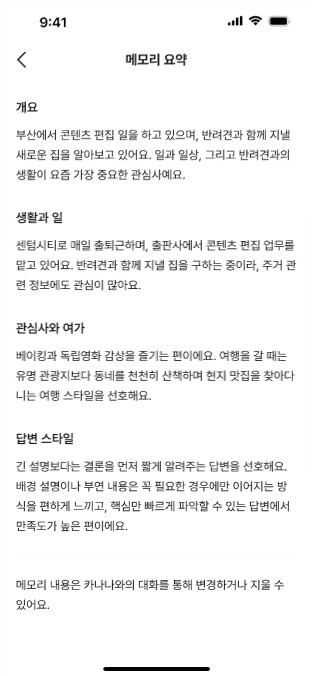 9:41
메모리 요약
개요
부산에서 콘텐츠 편집 일을 하고 있으며, 반려견과 함께 지낼
새로운 집을 알아보고 있어요. 일과 일상, 그리고 반려견과의
생활이 요즘 가장 중요한 관심사예요.
생활과 일
센텀시티로 매일 출퇴근하며, 출판사에서 콘텐츠 편집 업무를
맡고 있어요. 반려견과 함께 지낼 집을 구하는 중이라, 주거 관
련 정보에도 관심이 많아요.
관심사와 여가
베이킹과 독립영화 감상을 즐기는 편이에요. 여행을 갈 때는
유명 관광지보다 동네를 천천히 산책하며 현지 맛집을 찾아다
니는 여행 스타일을 선호해요.
답변 스타일
긴 설명보다는 결론을 먼저 짧게 알려주는 답변을 선호해요.
배경 설명이나 부연 내용은 꼭 필요한 경우에만 이어지는 방
식을 편하게 느끼고, 핵심만 빠르게 파악할 수 있는 답변에서
만족도가 높은 편이에요.
메모리 내용은 카나나와의 대화를 통해 변경하거나 지울 수
있어요.